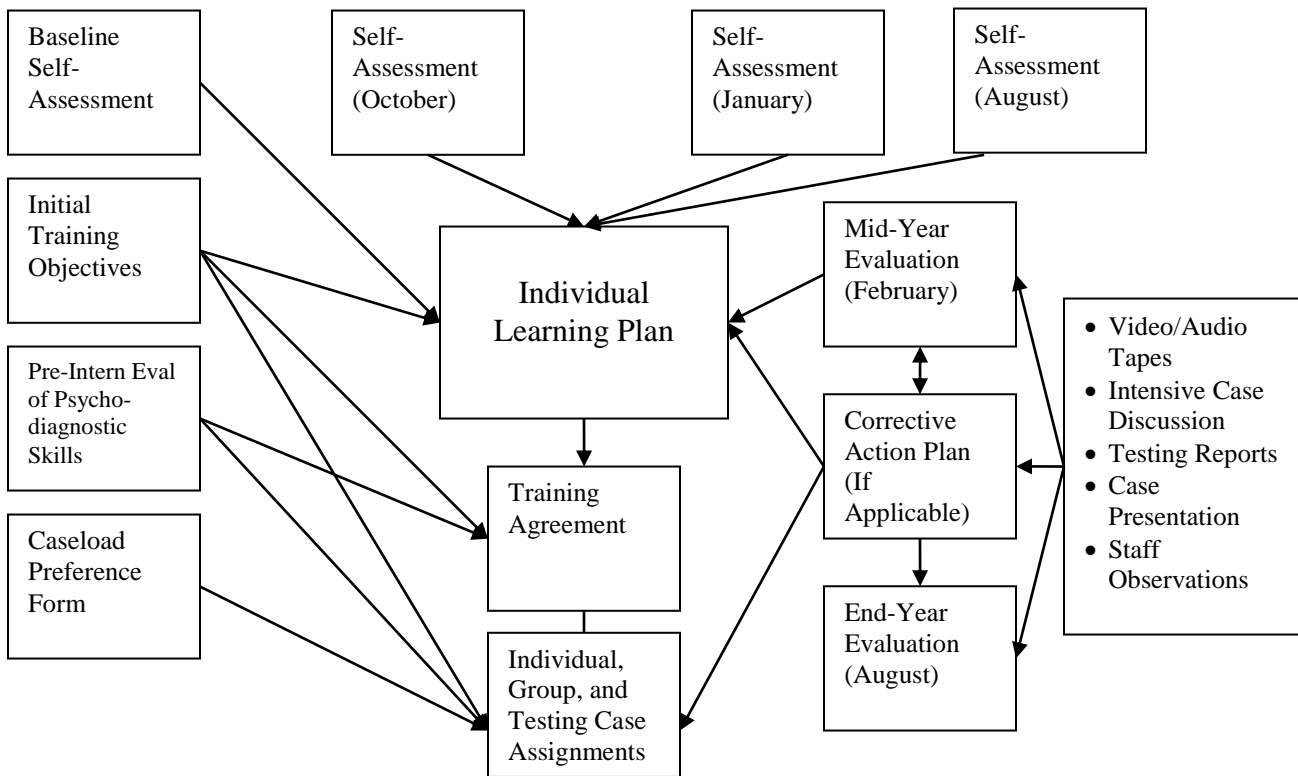 Baseline
Self-
Assessment
Self-
Assessment
(October)
Self-
Assessment
(January)
Self-
Assessment
(August)
Initial
Training
Objectives
Individual
Learning Plan
Mid-Year
Evaluation
(February)
• Video/Audio
Tapes
• Intensive Case
Discussion
• Testing Reports
• Case
Presentation
• Staff
Observations
Pre-Intern Eval
of Psycho-
diagnostic
Skills
Training
Agreement
Corrective
Action Plan
(If
Applicable)
Caseload
Preference
Form
Individual,
Group, and
Testing Case
Assignments
End-Year
Evaluation
(August)